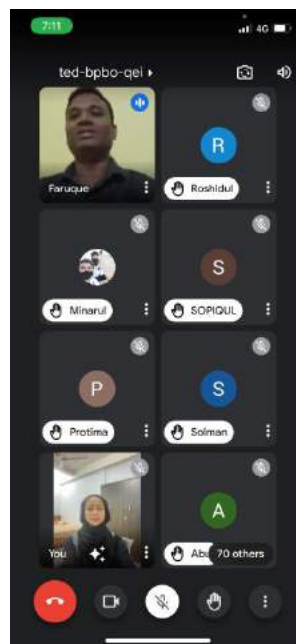 7:11
4G
ted-bpbo-qei
Faruque
R
Roshidul
Minarul
S
SOPIQUL
P
Protima
S
Solman
You
A
Abu
70 others